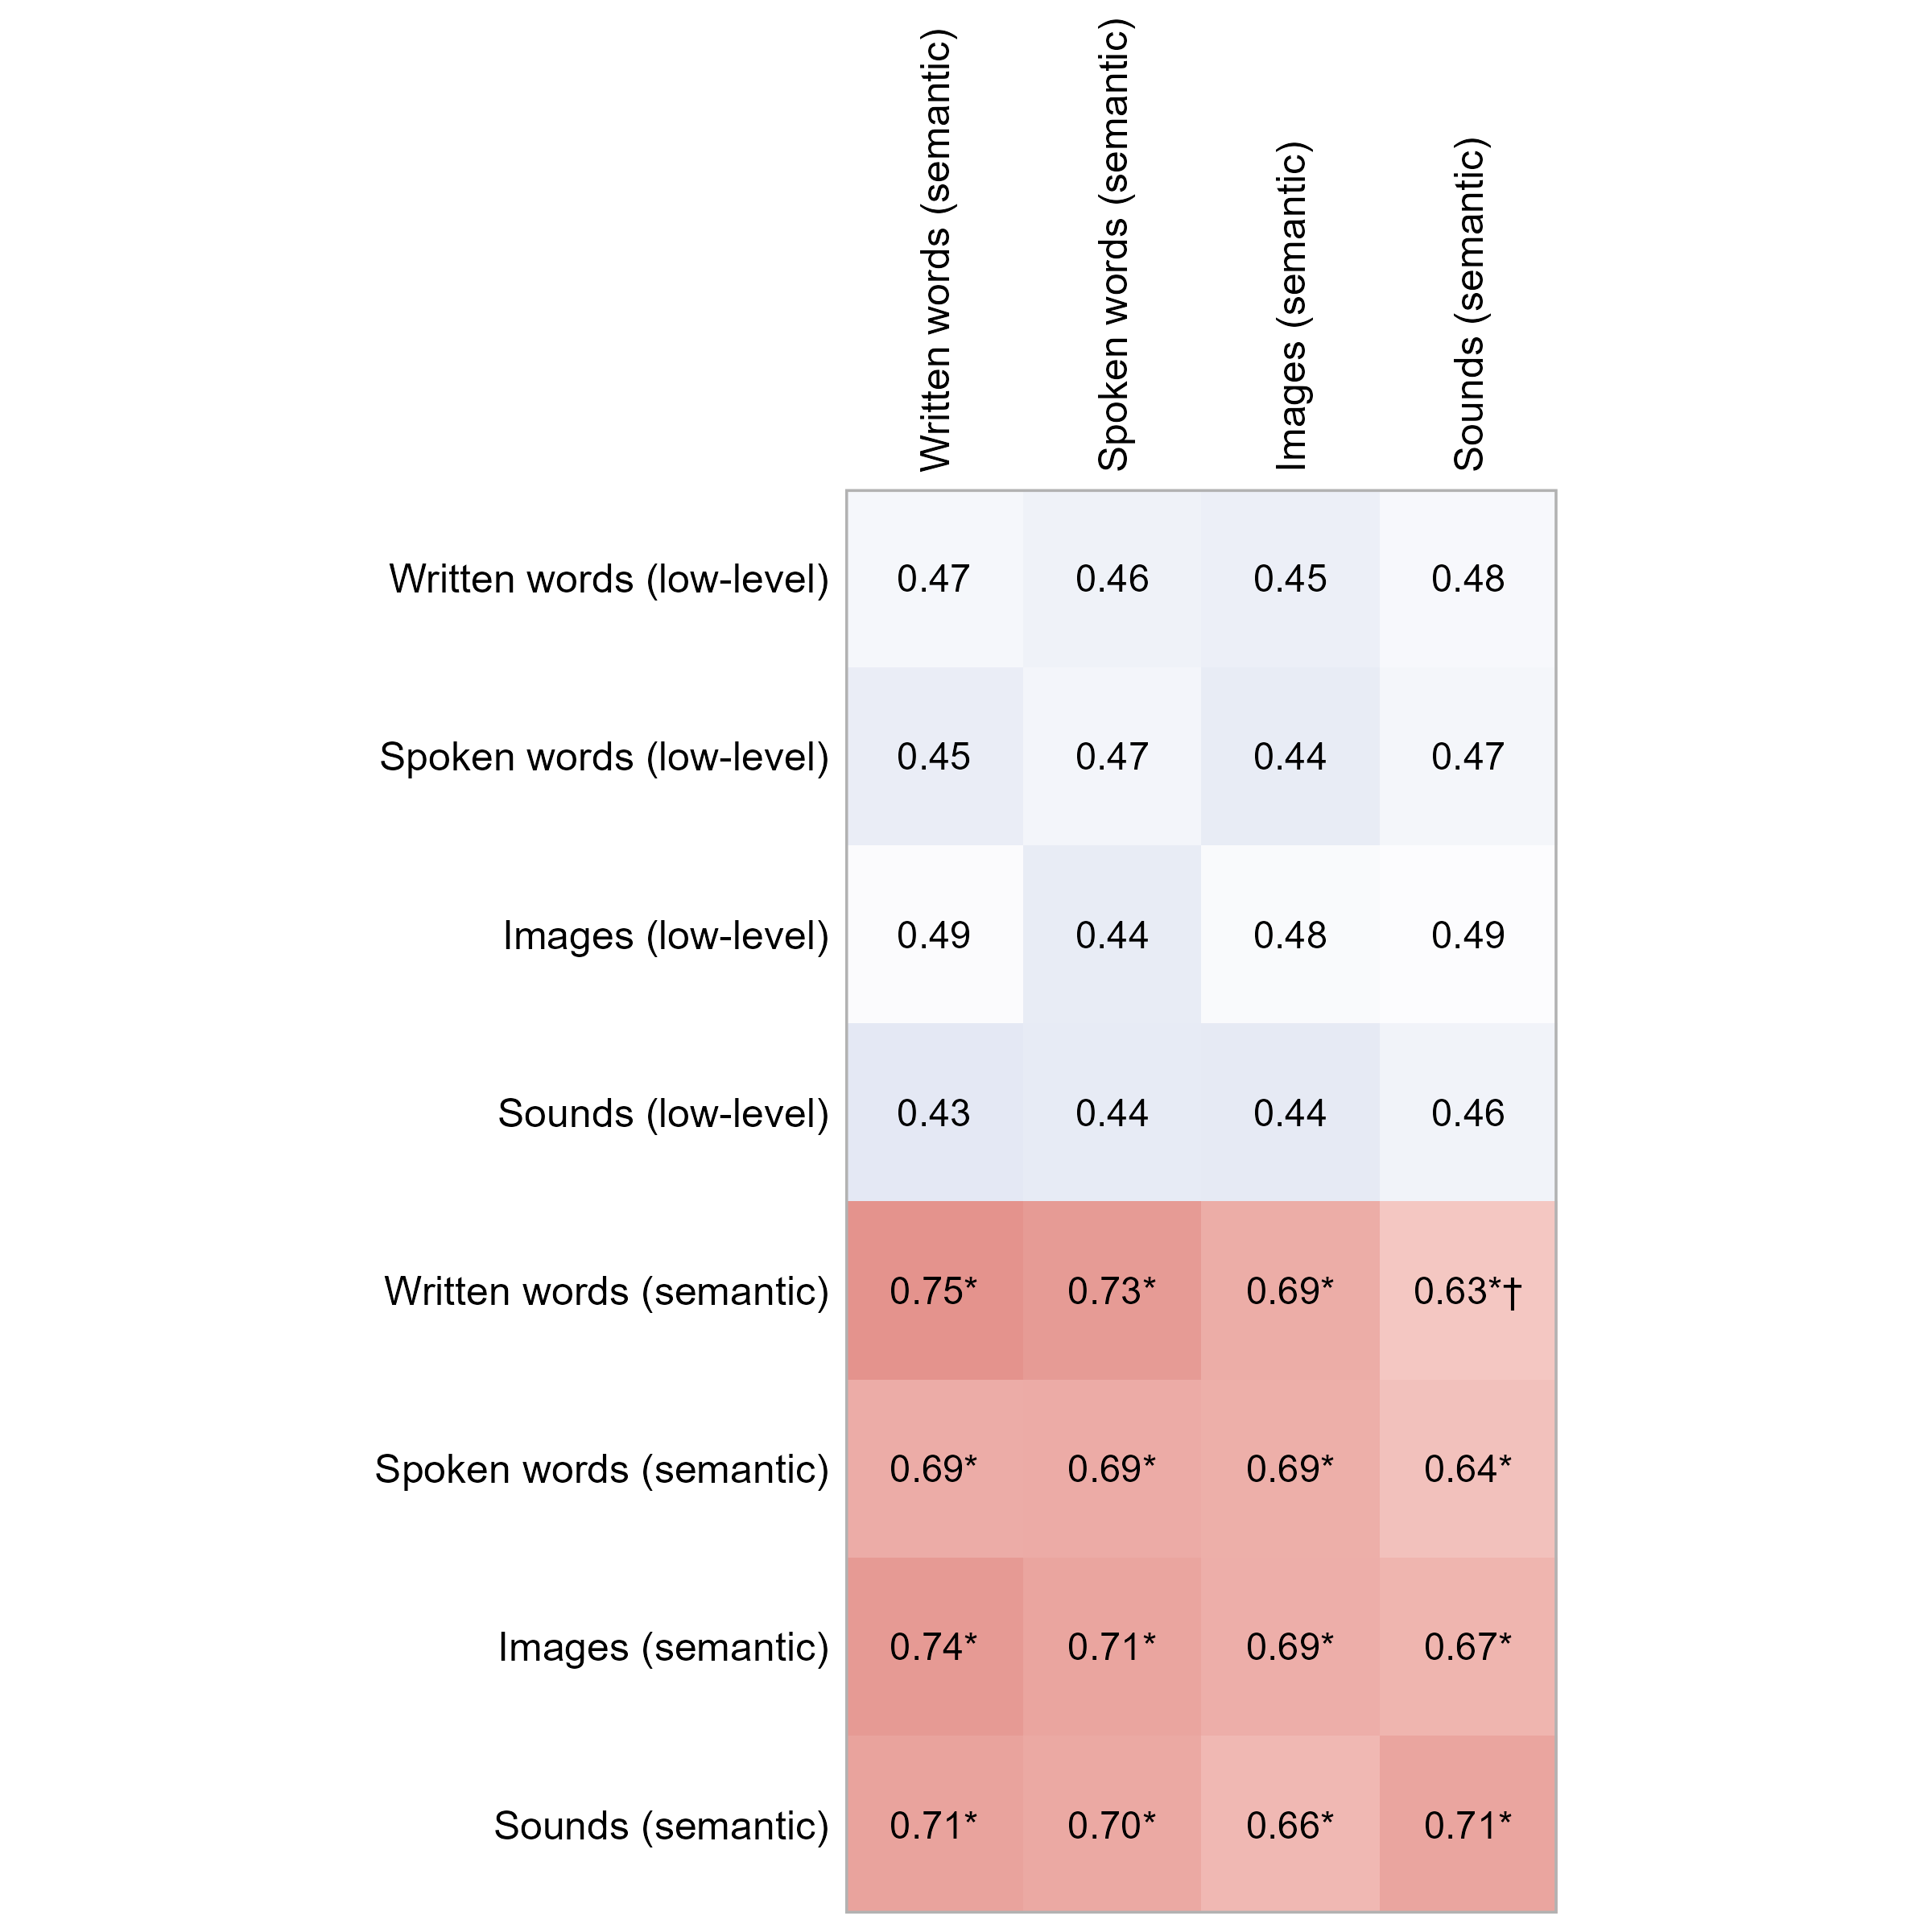 Written words (semantic)
Spoken words (semantic)
Images (semantic)
Sounds (semantic)
Written words (low-level) 0.47 0.46 0.45 0.48
Spoken words (low-level) 0.45 0.47 0.44 0.47
Images (low-level) 0.49 0.44 0.48 0.49
Sounds (low-level) 0.43 0.44 0.44 0.46
Written words (semantic) 0.75* 0.73* 0.69* 0.63*†
Spoken words (semantic) 0.69* 0.69* 0.69* 0.64*
Images (semantic) 0.74* 0.71* 0.69* 0.67*
Sounds (semantic) 0.71* 0.70* 0.66* 0.71*